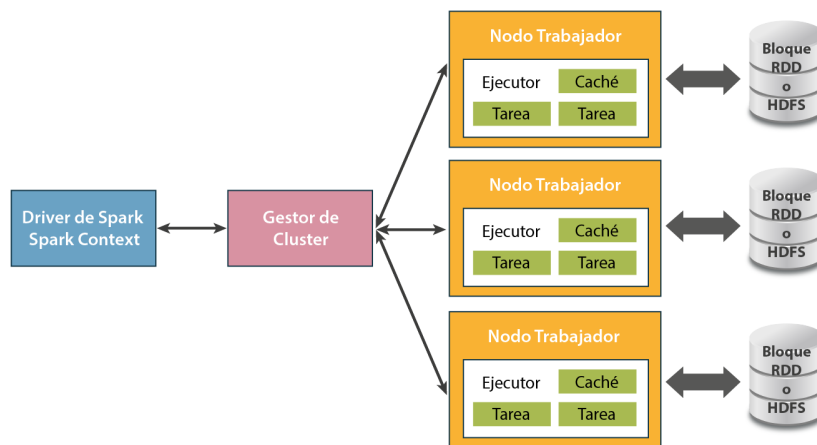 Driver de Spark
Spark Context
Gestor de
Cluster
Nodo Trabajador
Ejecutor
Caché
Tarea
Tarea
Bloque
RDD
o
HDFS
Nodo Trabajador
Ejecutor
Caché
Tarea
Tarea
Bloque
RDD
o
HDFS
Nodo Trabajador
Ejecutor
Caché
Tarea
Tarea
Bloque
RDD
o
HDFS